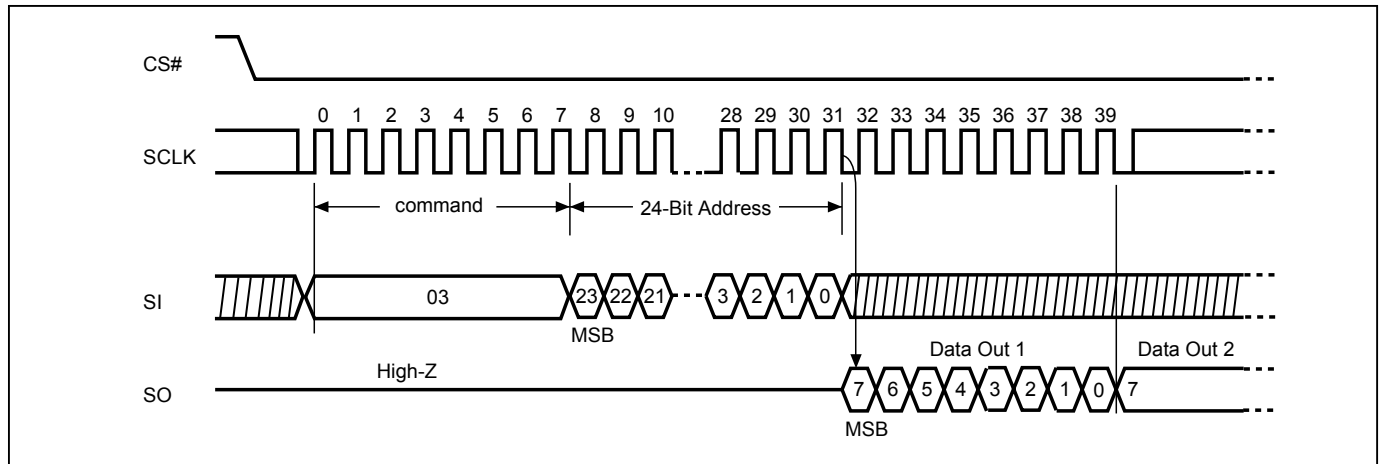 CS#
0 1 2 3 4 5 6 7 8 9 10 28 29 30 31 32 33 34 35 36 37 38 39
SCLK
command 24-Bit Address
SI 03 23 22 21 3 2 1 0
MSB
Data Out 1 Data Out 2
High-Z
SO 7 6 5 4 3 2 1 0 7
MSB